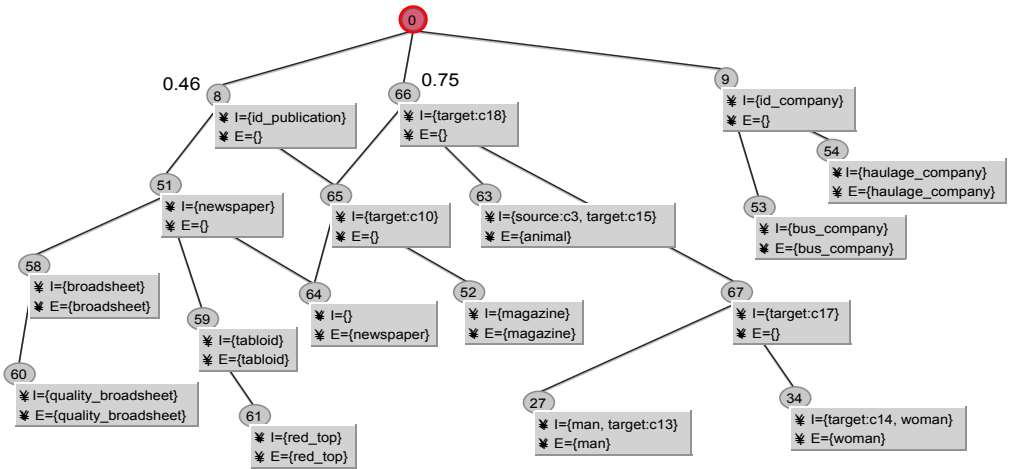 0
0.46
8
¥ I={id_publication}
¥ E={}
66
0.75
¥ I={target:c18}
¥ E={}
9
¥ I={id_company}
¥ E={}
54
¥ I={haulage_company}
¥ E={haulage_company}
51
¥ I={newspaper}
¥ E={}
65
¥ I={target:c10}
¥ E={}
63
¥ I={source:c3, target:c15}
¥ E={animal}
53
¥ I={bus_company}
¥ E={bus_company}
58
¥ I={broadsheet}
¥ E={broadsheet}
59
¥ I={tabloid}
¥ E={tabloid}
64
¥ I={}
¥ E={newspaper}
52
¥ I={magazine}
¥ E={magazine}
67
¥ I={target:c17}
¥ E={}
60
¥ I={quality_broadsheet}
¥ E={quality_broadsheet}
61
¥ I={red_top}
¥ E={red_top}
27
¥ I={man, target:c13}
¥ E={man}
34
¥ I={target:c14, woman}
¥ E={woman}